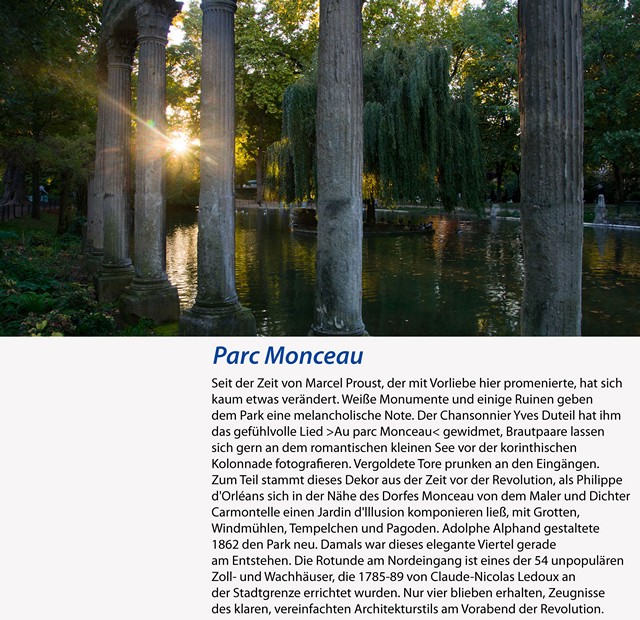 Parc Monceau
Seit der Zeit von Marcel Proust, der mit Vorliebe hier promenierte, hat sich
kaum etwas verändert. Weiße Monumente und einige Ruinen geben
dem Park eine melancholische Note. Der Chansonnier Yves Duteil hat ihm
das gefühlvolle Lied >Au parc Monceau< gewidmet, Brautpaare lassen
sich gern an dem romantischen kleinen See vor der korinthischen
Kolonnade fotografieren. Vergoldete Tore prunken an den Eingängen.
Zum Teil stammt dieses Dekor aus der Zeit vor der Revolution, als Philippe
d'Orléans sich in der Nähe des Dorfes Monceau von dem Maler und Dichter
Carmontelle einen Jardin d'Illusion komponieren ließ, mit Grotten,
Windmühlen, Tempelchen und Pagoden. Adolphe Alphand gestaltete
1862 den Park neu. Damals war dieses elegante Viertel gerade
am Entstehen. Die Rotunde am Nordeingang ist eines der 54 unpopulären
Zoll- und Wachhäuser, die 1785-89 von Claude-Nicolas Ledoux an
der Stadtgrenze errichtet wurden. Nur vier blieben erhalten, Zeugnisse
des klaren, vereinfachten Architekturstils am Vorabend der Revolution.